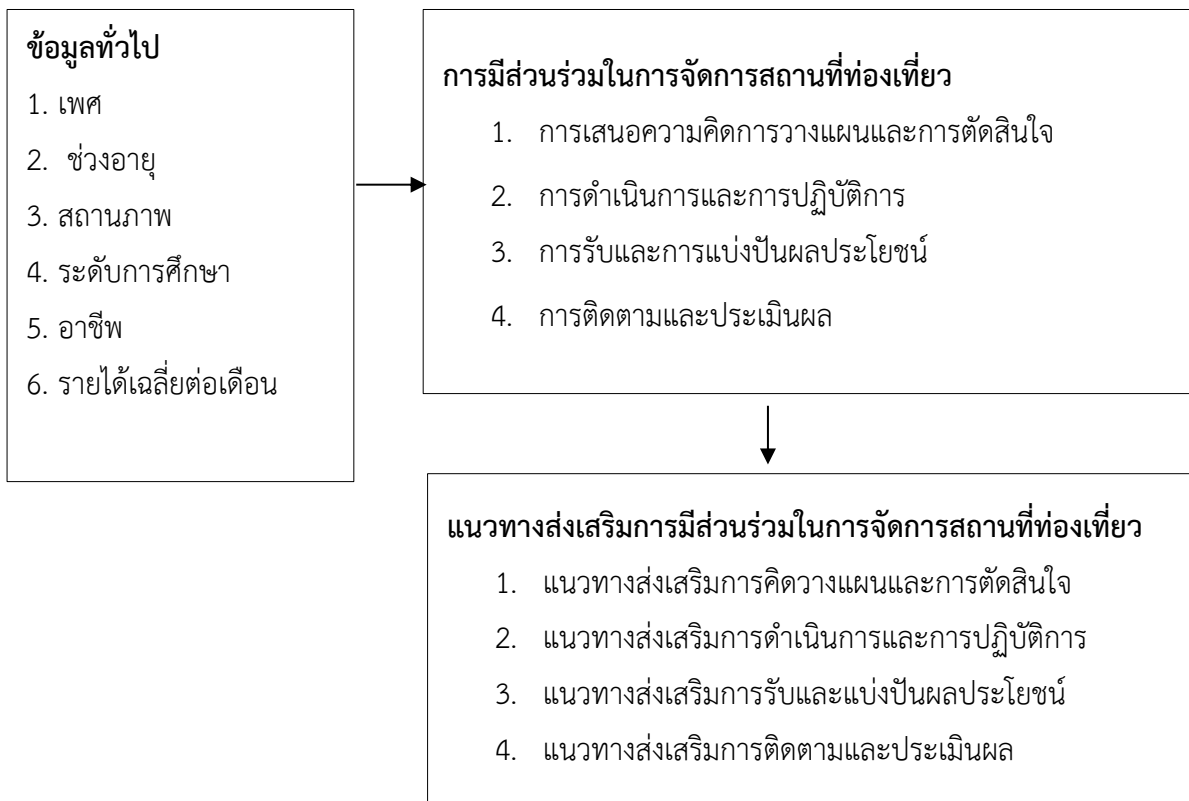 ข้อมูลทั่วไป
1. เพศ
2. ช่วงอายุ
3. สถานภาพ
4. ระดับการศึกษา
5. อาชีพ
6. รายได้เฉลี่ยต่อเดือน
การมีส่วนร่วมในการจัดการสถานที่ท่องเที่ยว
1. การเสนอความคิดการวางแผนและการตัดสินใจ
2. การดำเนินการและการปฏิบัติการ
3. การรับและการแบ่งปันผลประโยชน์
4. การติดตามและประเมินผล
แนวทางส่งเสริมการมีส่วนร่วมในการจัดการสถานที่ท่องเที่ยว
1. แนวทางส่งเสริมการคิดวางแผนและการตัดสินใจ
2. แนวทางส่งเสริมการดำเนินการและการปฏิบัติการ
3. แนวทางส่งเสริมการรับและแบ่งปันผลประโยชน์
4. แนวทางส่งเสริมการติดตามและประเมินผล